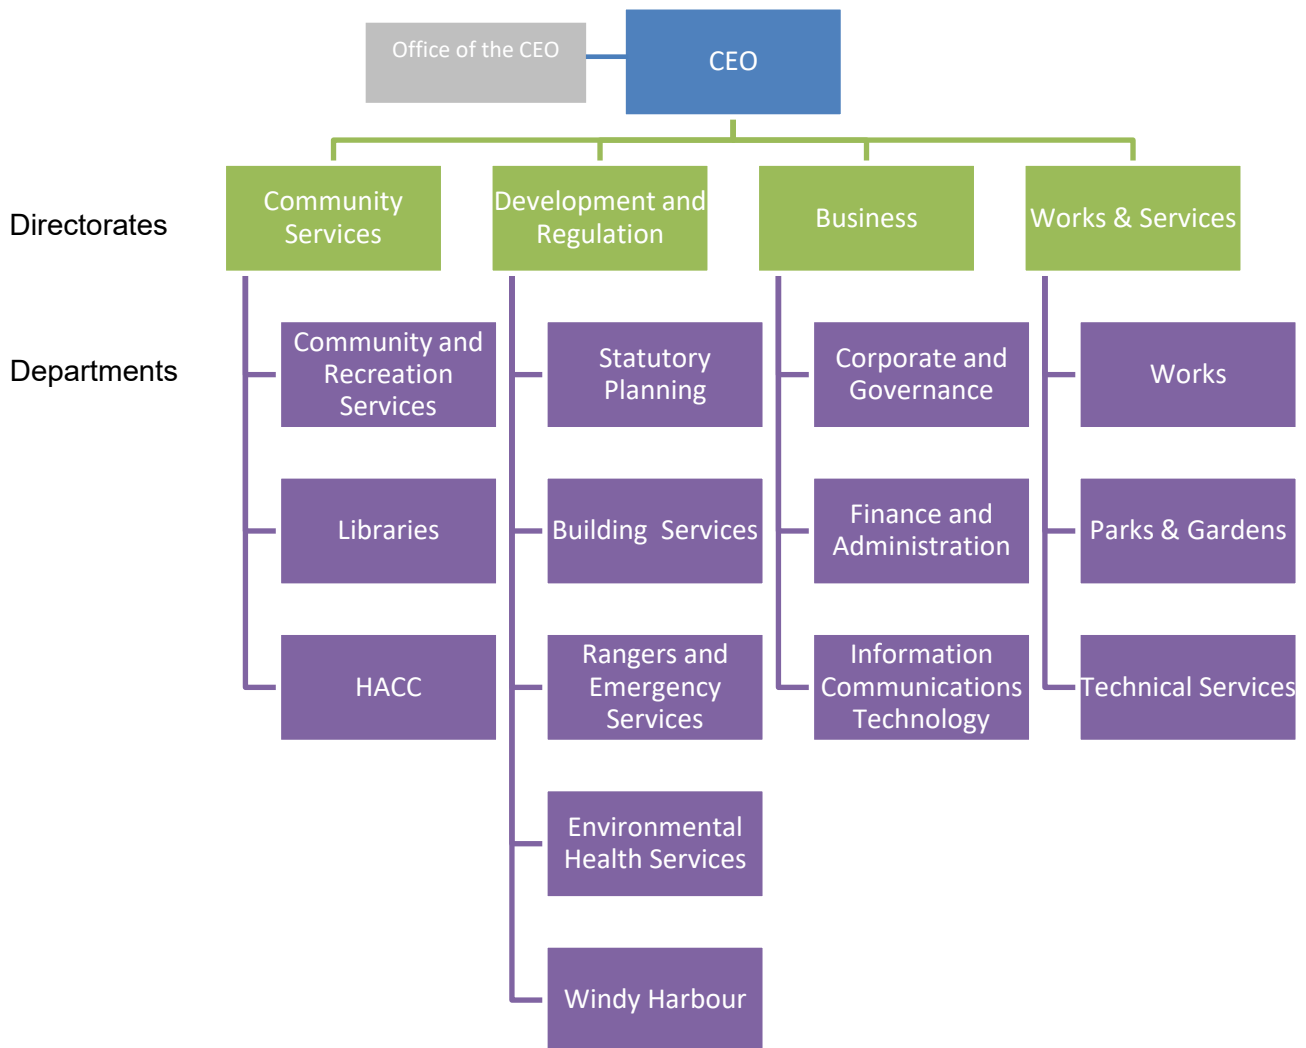 Office of the CEO
CEO
Directorates
Community
Services
Development and
Regulation
Business
Works & Services
Departments
Community and
Recreation
Services
Statutory
Planning
Corporate and
Governance
Works
Libraries
Building  Services
Finance and
Administration
Parks & Gardens
HACC
Rangers and
Emergency
Services
Information
Communications
Technology
Technical Services
Environmental
Health Services
Windy Harbour